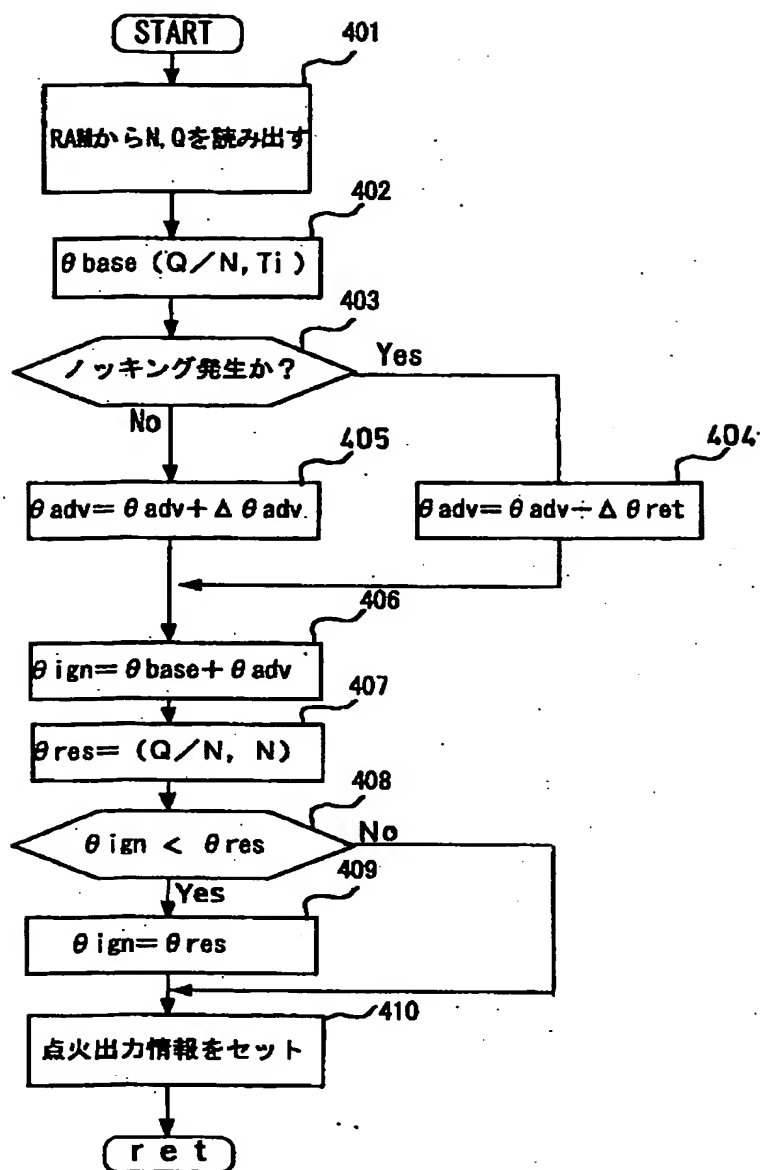 START
401
RAMからN,Qを読み出す
402
θbase (Q/N,Ti)
403
ノッキング発生か?
Yes
No
405
404
θadv=θadv+Δθadv
θadv=θadv-Δθret
406
θign=θbase+θadv
407
θres= (Q/N, N)
408
θign < θres
No
Yes
409
θign=θres
410
点火出力情報をセット
ret